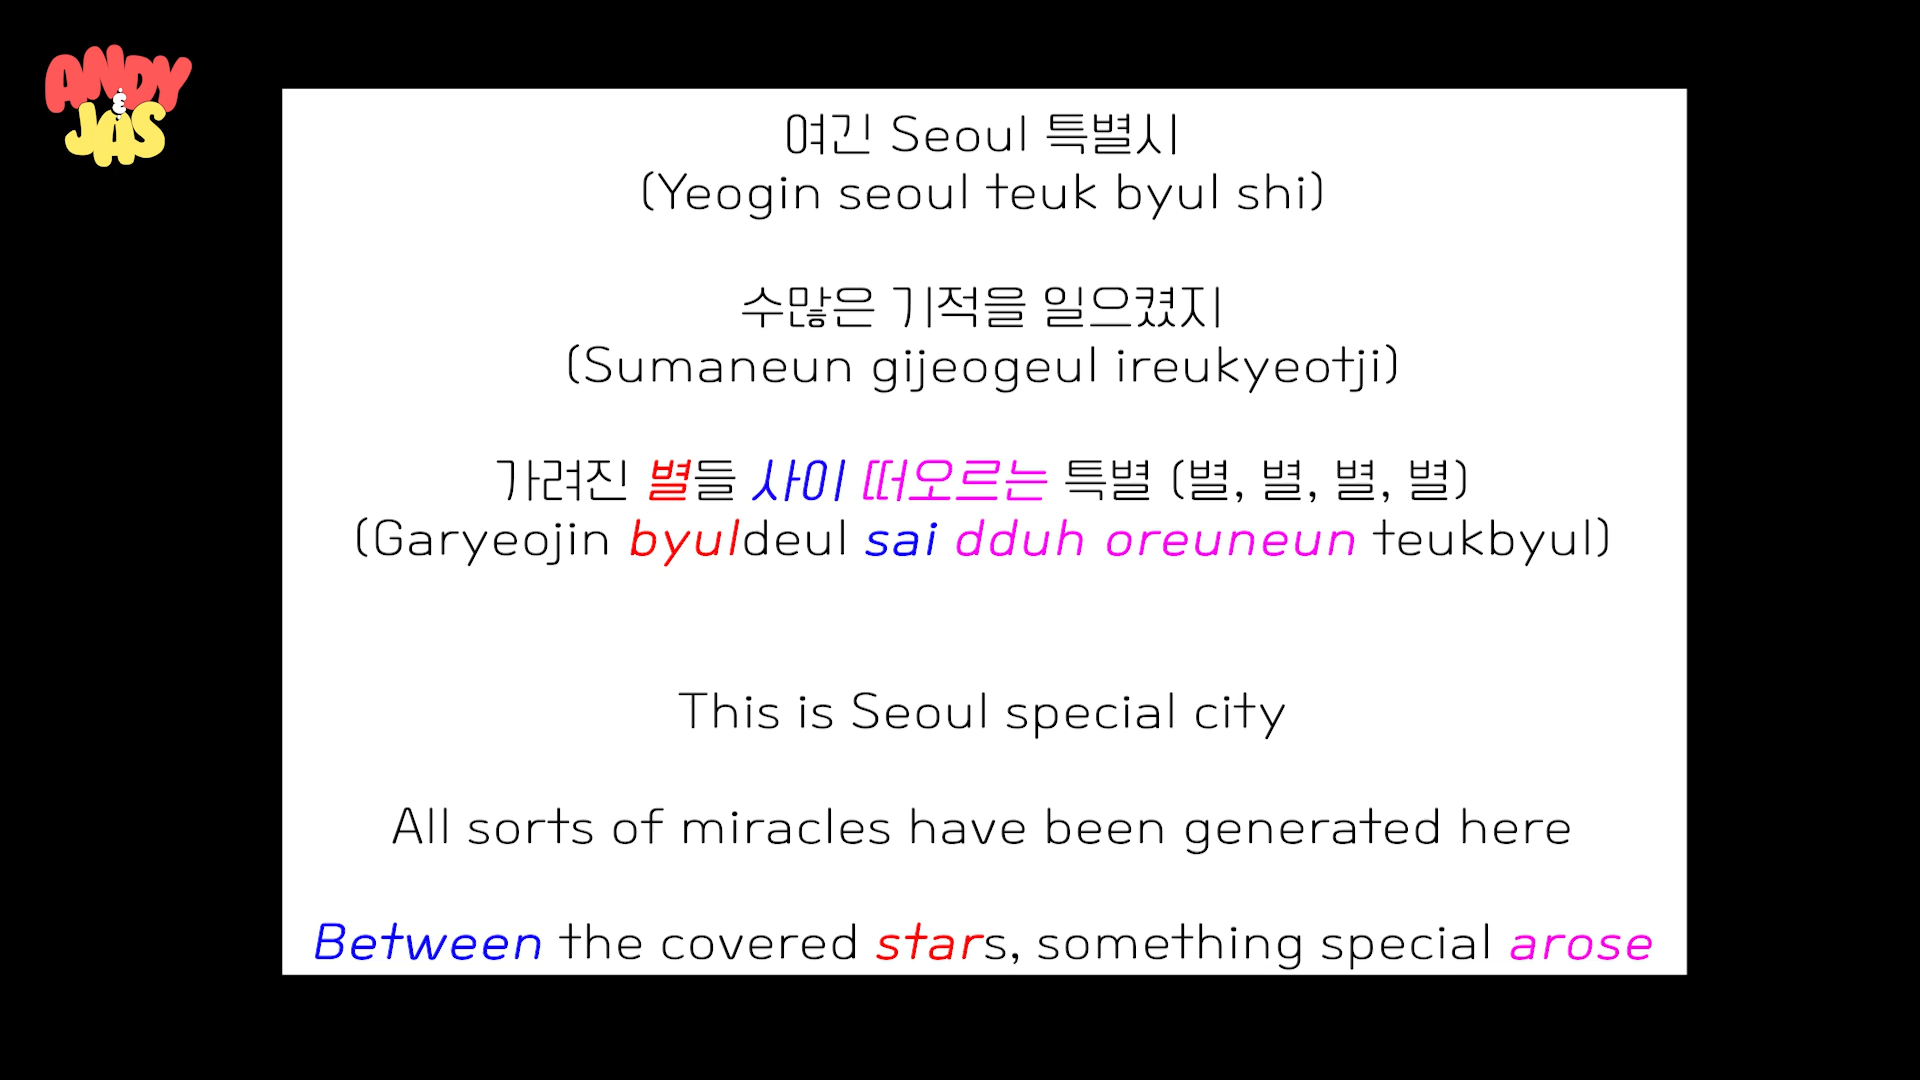 ANDY
&
JAS
여긴 Seoul 특별시
(Yeogin seoul teuk byul shi)
수많은 기적을 일으켰지
(Sumaneun gijeogeul ireukyeotji)
가려진 별들 사이 떠오르는 특별 (별, 별, 별, 별)
(Garyeojin byuldeul sai dduh oreuneun teukbyul)
This is Seoul special city
All sorts of miracles have been generated here
Between the covered stars, something special arose